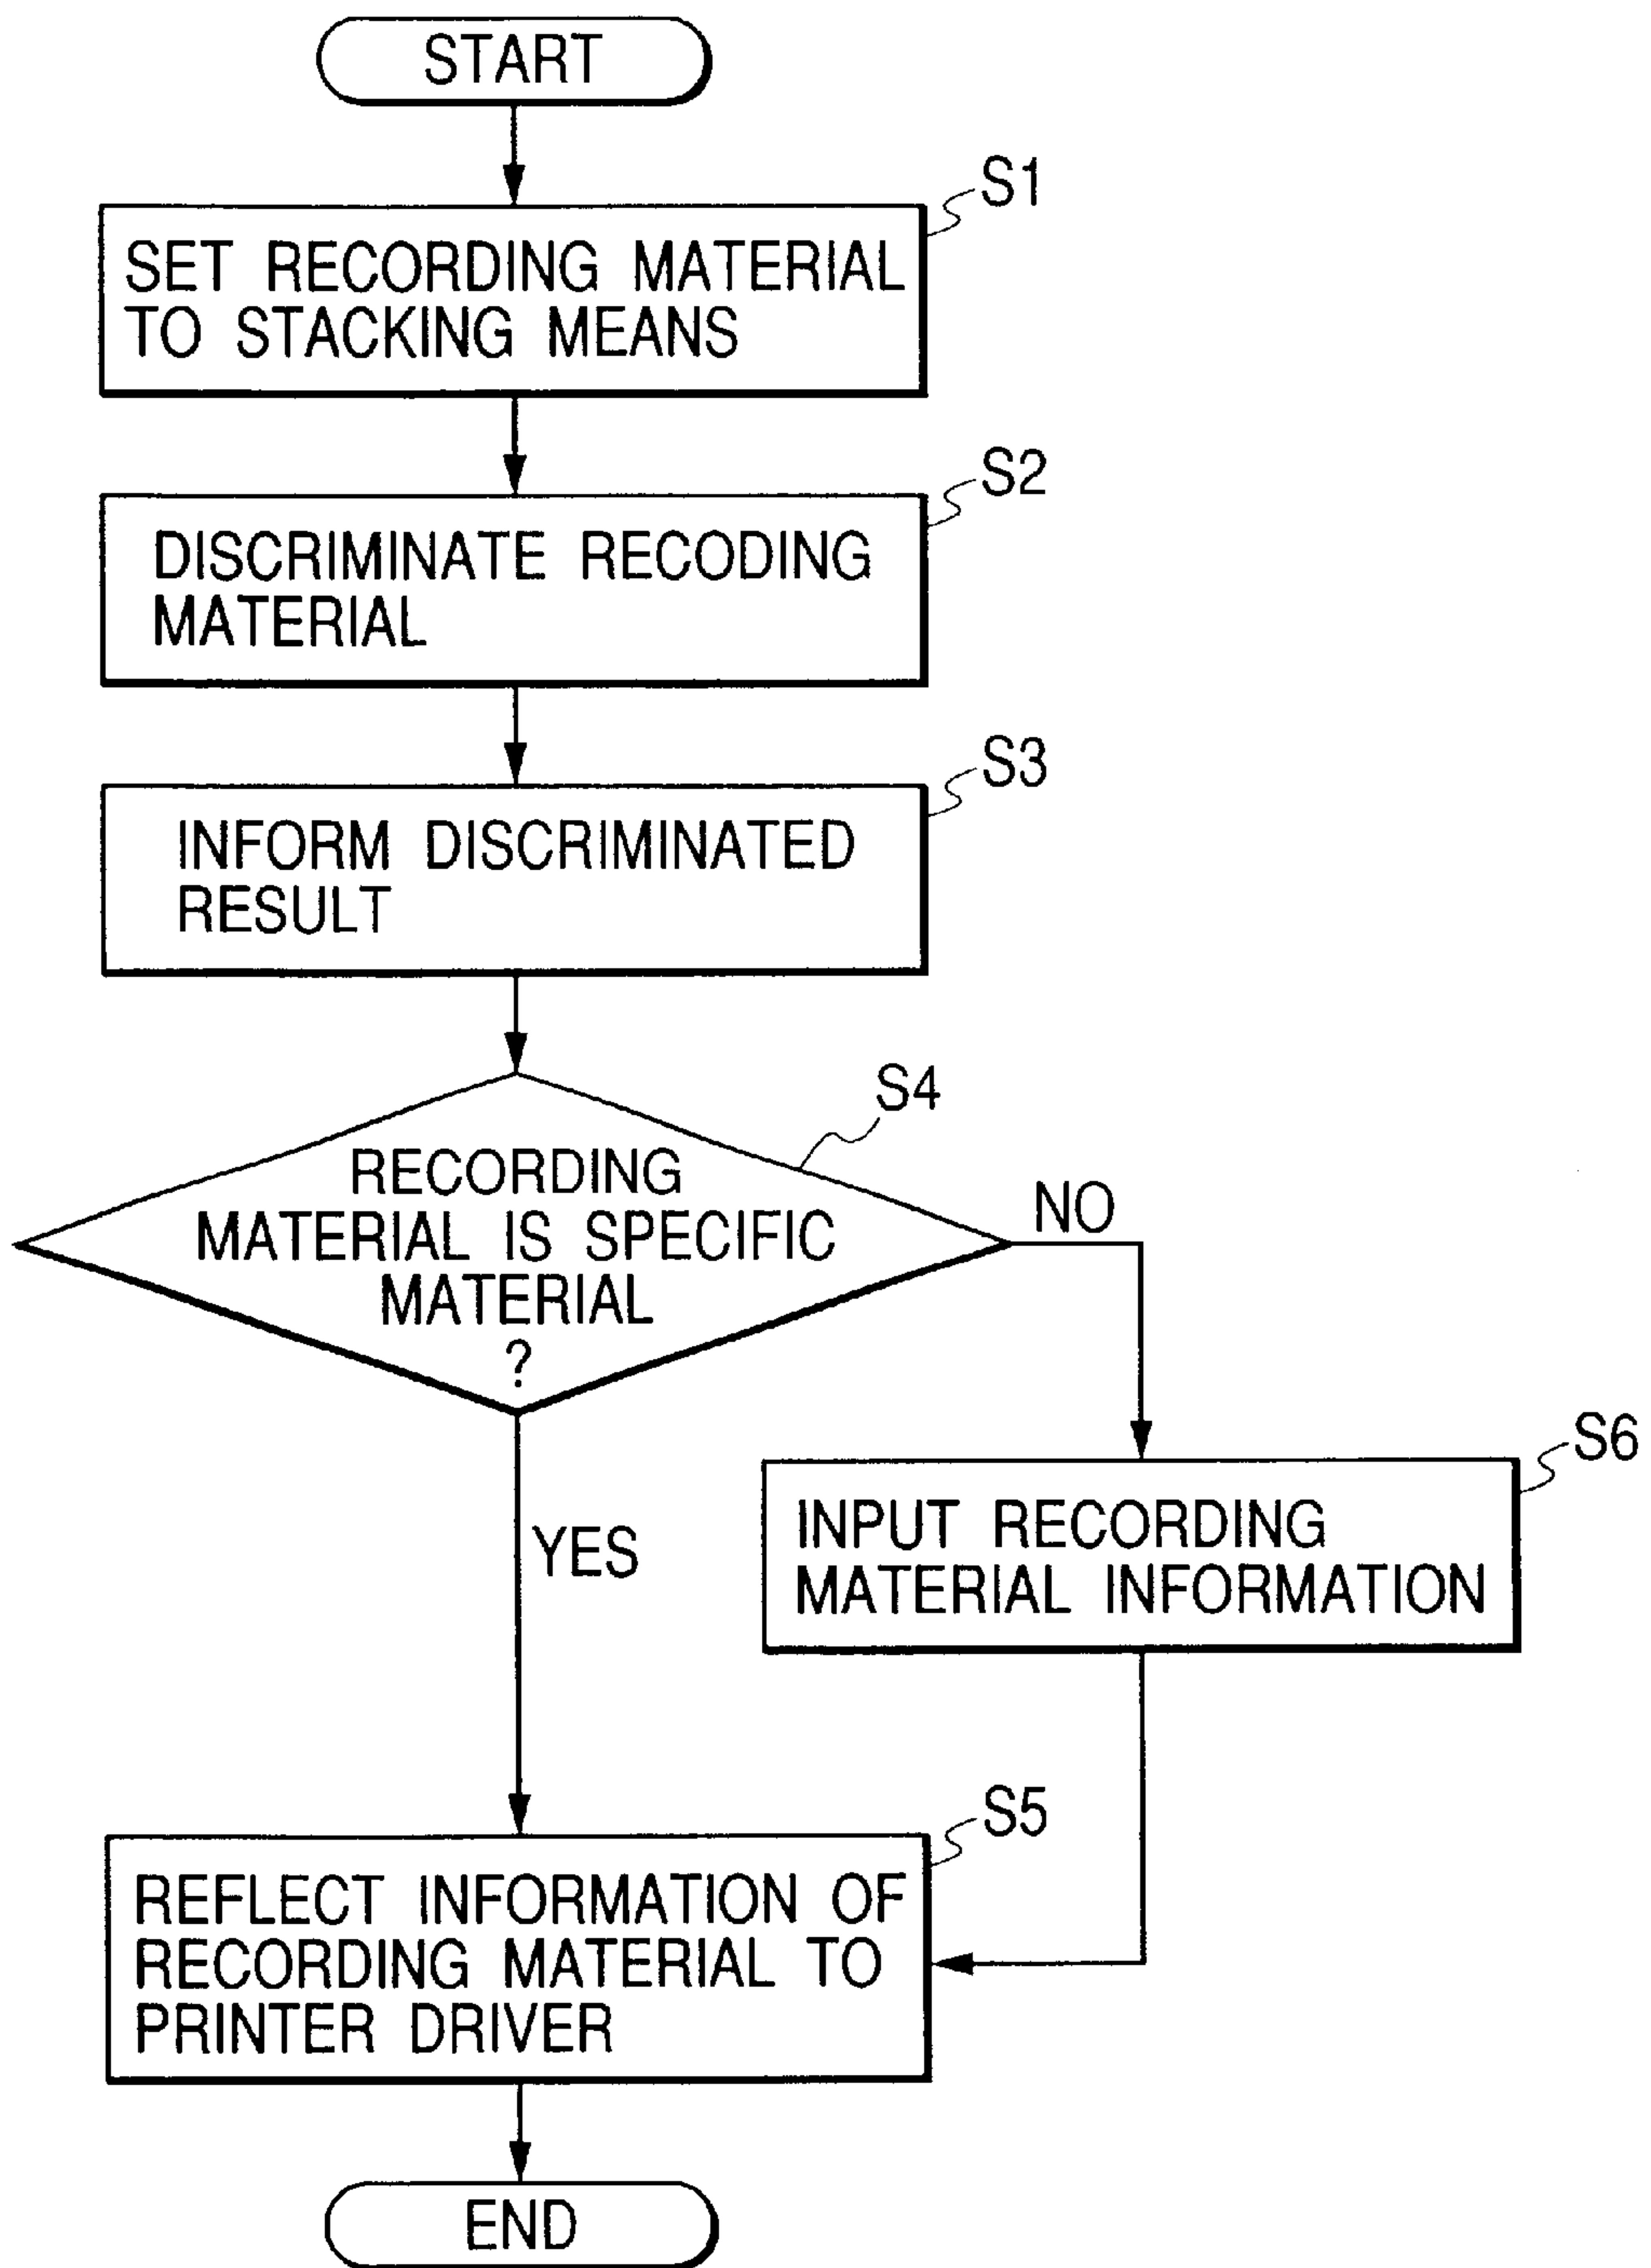 START
S1
SET RECORDING MATERIAL
TO STACKING MEANS
S2
DISCRIMINATE RECODING
MATERIAL
S3
INFORM DISCRIMINATED
RESULT
S4
RECORDING
MATERIAL IS SPECIFIC
MATERIAL
?
NO
YES
S6
INPUT RECORDING
MATERIAL INFORMATION
S5
REFLECT INFORMATION OF
RECORDING MATERIAL TO
PRINTER DRIVER
END